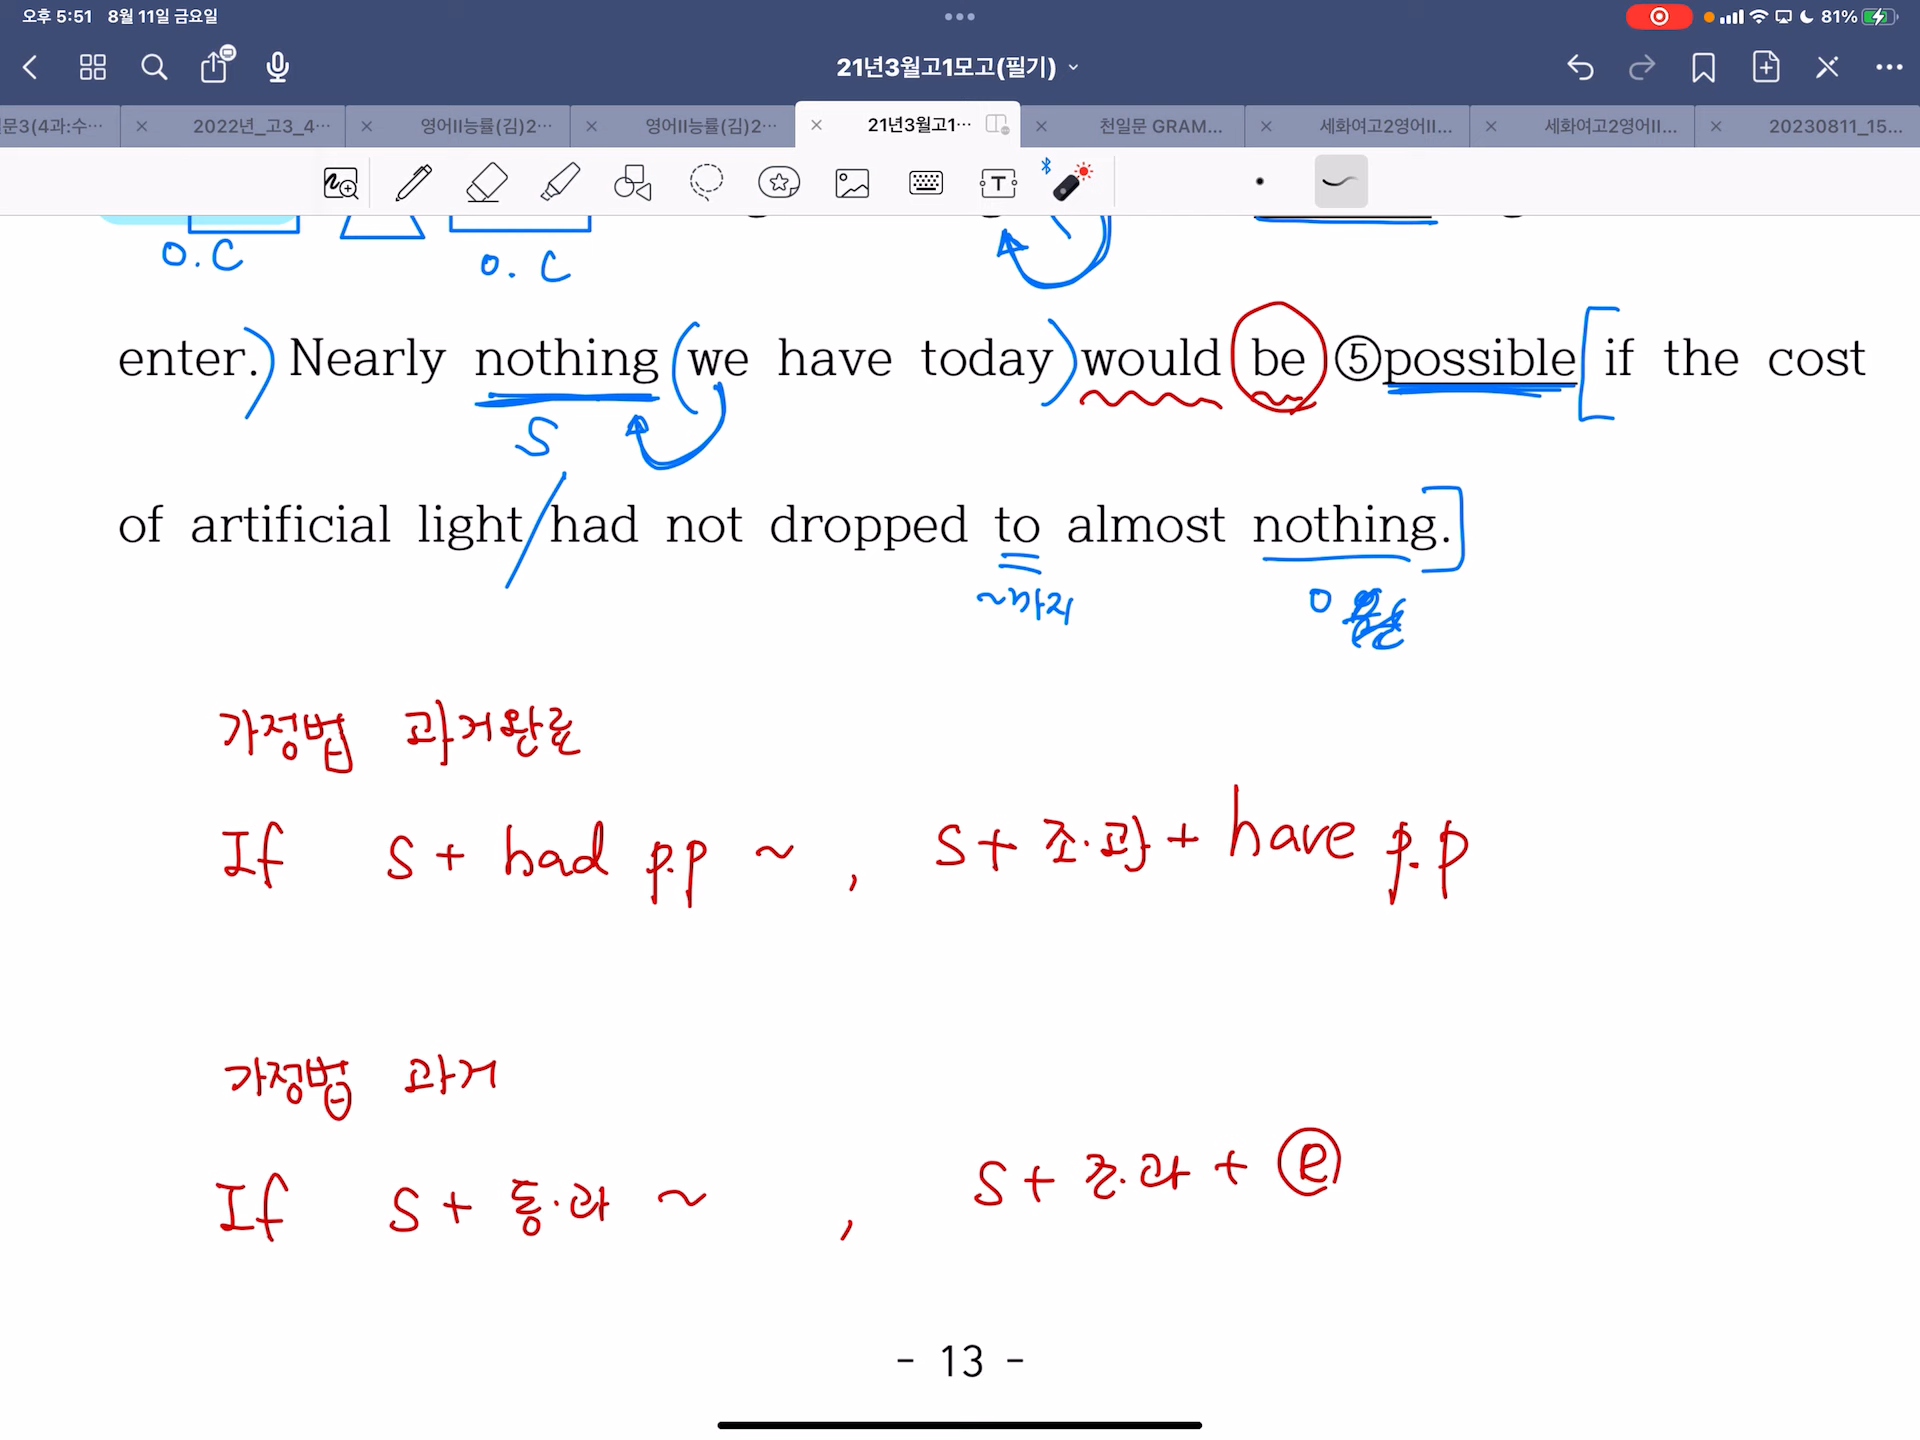 오후 5:51 8월 11일 금요일
81%
21년3월고1모고(필기)
문3(4과:수…
2022년_고3_4…
영어II능률(김)2…
영어II능률(김)2…
21년3월고1…
천일문 GRAM...
세화여고2영어II...
세화여고2영어II...
20230811_15...
O.C
O.C
enter. Nearly nothing we have today would be ⑤possible if the cost
S
of artificial light had not dropped to almost nothing.
~까지
0
가정법 과거완료
If S + had p.p ~ , S + 조·과 + have p.p
가정법 과거
If S + 동·과 ~ , S + 조·과 + ⓡ
- 13 -